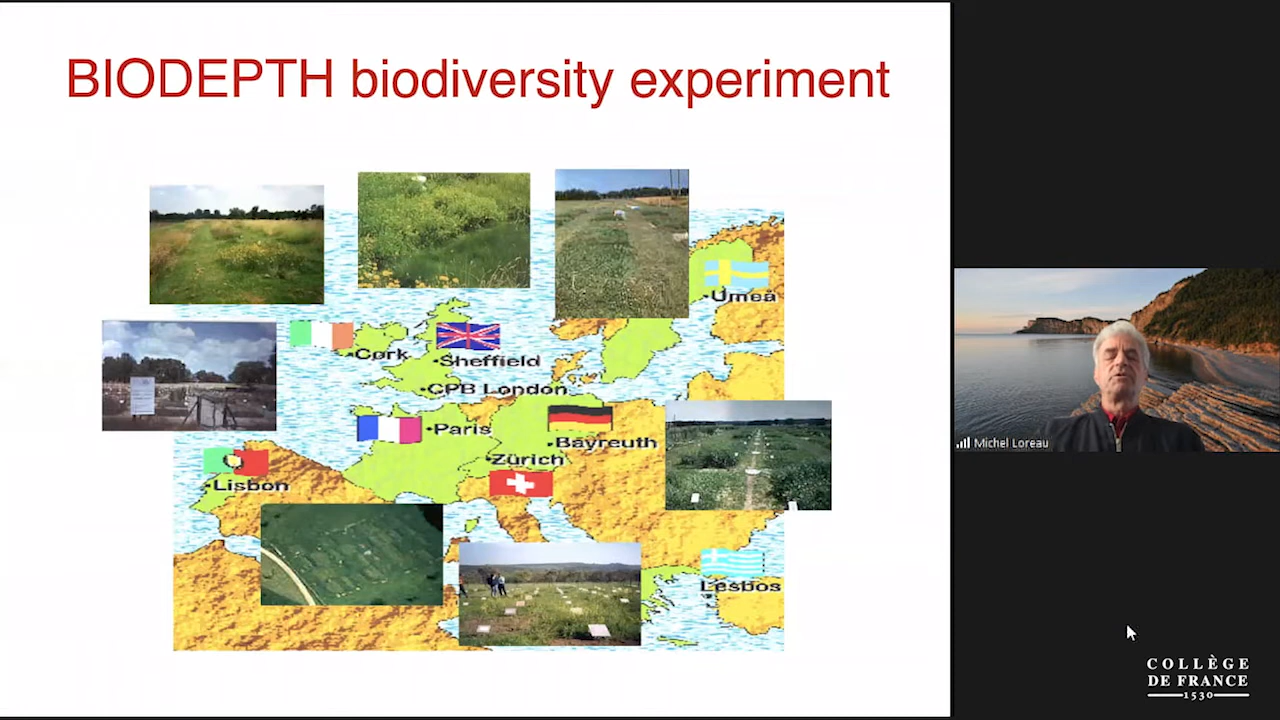 BIODEPTH biodiversity experiment
Umeå
Cork
Sheffield
CPB London
Paris
Bayreuth
Zürich
Lisbon
Lesbos
Michel Loreau
COLLÈGE
DE FRANCE
1530